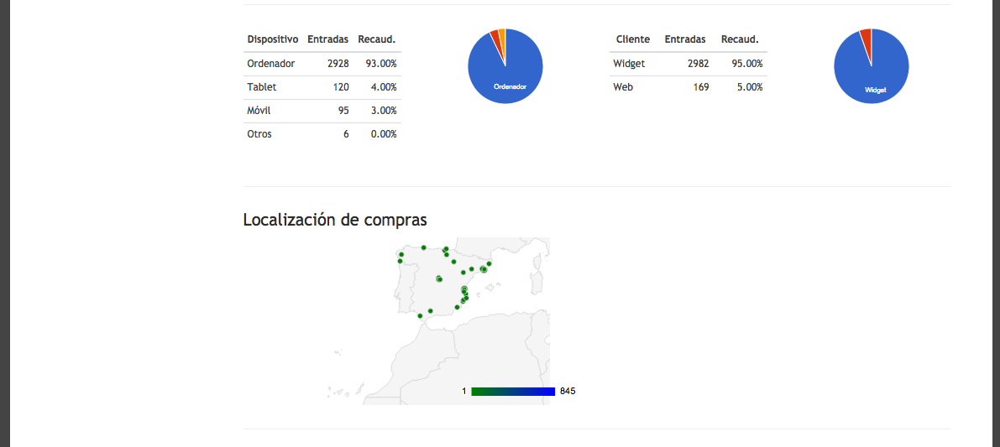 Dispositivo Entradas Recaud.
Ordenador 2928 93.00%
Tablet 120 4.00%
Móvil 95 3.00%
Otros 6 0.00%
Ordenador
Cliente Entradas Recaud.
Widget 2982 95.00%
Web 169 5.00%
Widget
Localización de compras
1 845